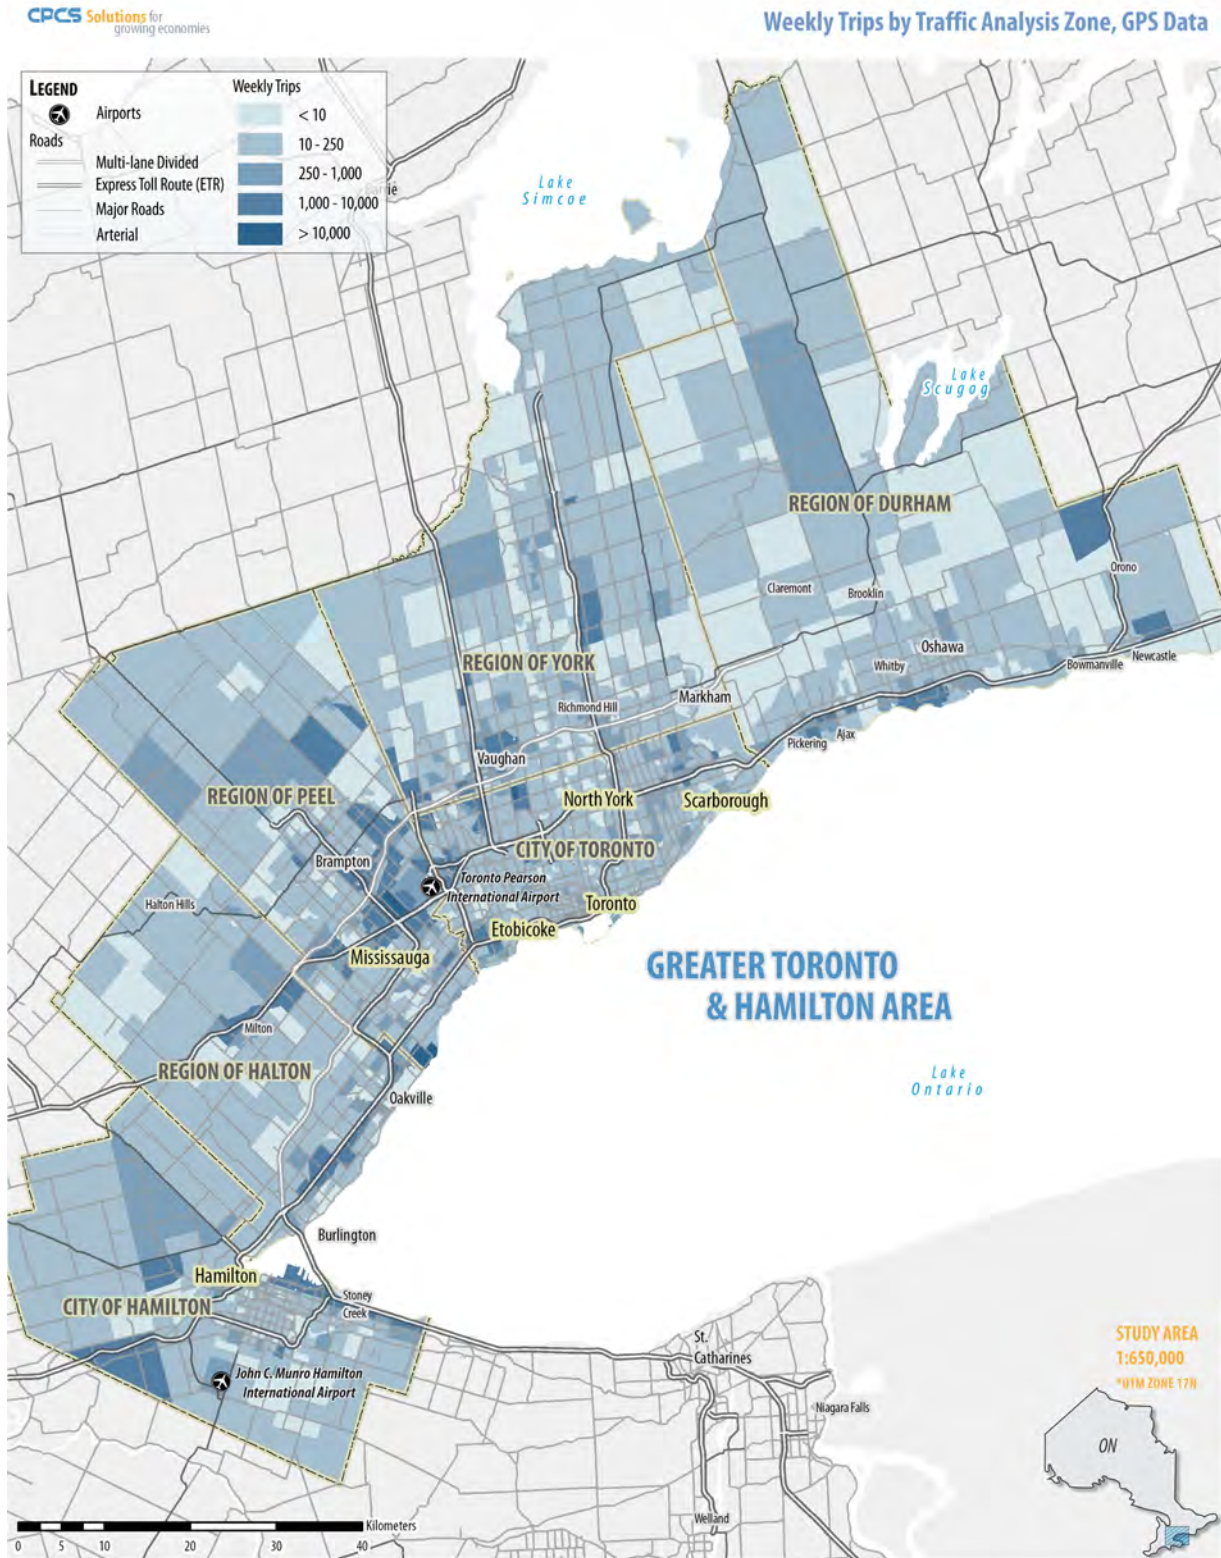 CPCS Solutions for
growing economies
Weekly Trips by Traffic Analysis Zone, GPS Data
LEGEND
Airports
Roads
Multi-lane Divided
Express Toll Route (ETR)
Major Roads
Arterial
Weekly Trips
< 10
10 - 250
250 - 1,000
1,000 - 10,000
> 10,000
Lake
Simcoe
Lake
Scugog
REGION OF DURHAM
Orono
Claremont
Brooklin
Oshawa
Whitby
Newcastle
Bowmanville
REGION OF YORK
Markham
Richmond Hill
Ajax
Pickering
Vaughan
REGION OF PEEL
North York
Scarborough
CITY OF TORONTO
Brampton
Toronto Pearson
International Airport
Halton Hills
Toronto
Etobicoke
Mississauga
GREATER TORONTO
& HAMILTON AREA
Milton
REGION OF HALTON
Lake
Ontario
Oakville
Burlington
Hamilton
Stoney
Creek
CITY OF HAMILTON
John C. Munro Hamilton
International Airport
St.
Catharines
Niagara Falls
Welland
STUDY AREA
1:650,000
*UTM ZONE 17N
ON
Kilometers
0 5 10 20 30 40